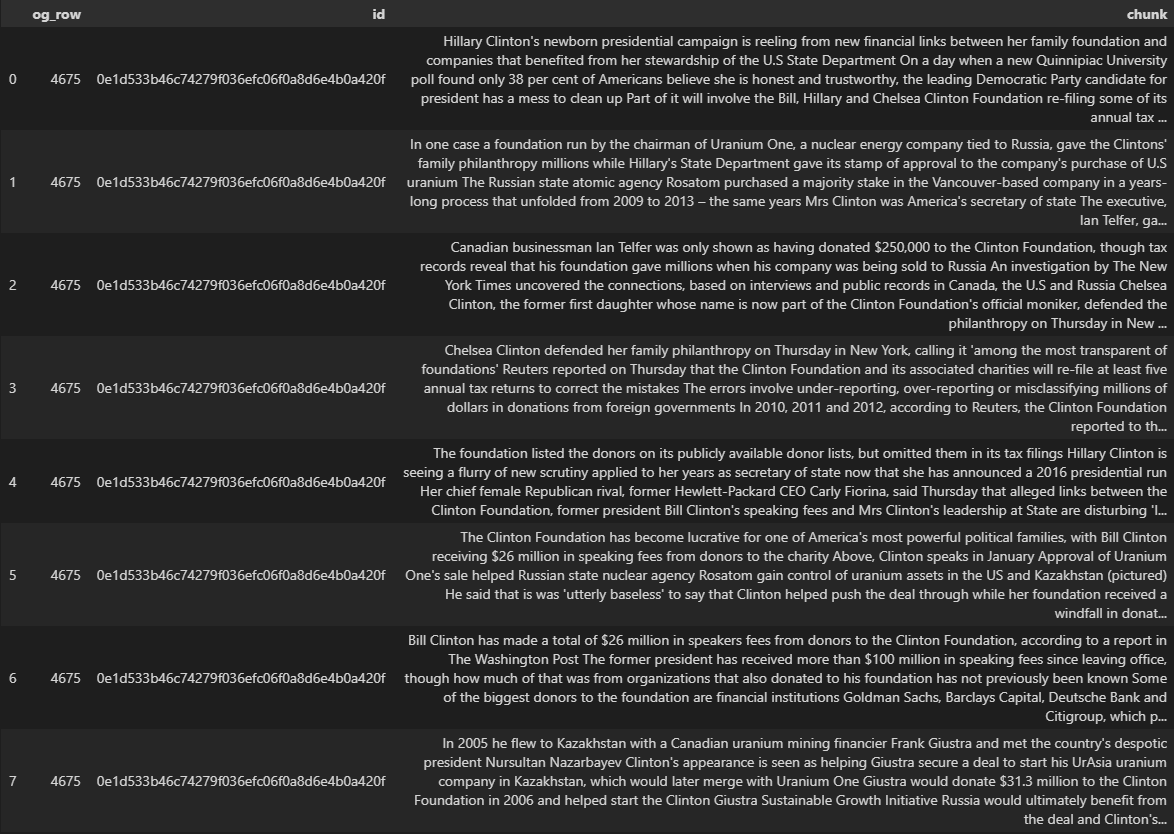 og_row id chunk
Hillary Clinton's newborn presidential campaign is reeling from new financial links between her family foundation and
companies that benefited from her stewardship of the U.S State Department On a day when a new Quinnipiac University
0 4675 0e1d533b46c74279f036efc06f0a8d6e4b0a420f poll found only 38 per cent of Americans believe she is honest and trustworthy, the leading Democratic Party candidate for
president has a mess to clean up Part of it will involve the Bill, Hillary and Chelsea Clinton Foundation re-filing some of its
annual tax ...
In one case a foundation run by the chairman of Uranium One, a nuclear energy company tied to Russia, gave the Clintons'
family philanthropy millions while Hillary's State Department gave its stamp of approval to the company's purchase of U.S
1 4675 0e1d533b46c74279f036efc06f0a8d6e4b0a420f uranium The Russian state atomic agency Rosatom purchased a majority stake in the Vancouver-based company in a years-
long process that unfolded from 2009 to 2013 – the same years Mrs Clinton was America's secretary of state The executive,
Ian Telfer, ga...
Canadian businessman Ian Telfer was only shown as having donated $250,000 to the Clinton Foundation, though tax
records reveal that his foundation gave millions when his company was being sold to Russia An investigation by The New
2 4675 0e1d533b46c74279f036efc06f0a8d6e4b0a420f York Times uncovered the connections, based on interviews and public records in Canada, the U.S and Russia Chelsea
Clinton, the former first daughter whose name is now part of the Clinton Foundation's official moniker, defended the
philanthropy on Thursday in New ...
Chelsea Clinton defended her family philanthropy on Thursday in New York, calling it 'among the most transparent of
foundations' Reuters reported on Thursday that the Clinton Foundation and its associated charities will re-file at least five
3 4675 0e1d533b46c74279f036efc06f0a8d6e4b0a420f annual tax returns to correct the mistakes The errors involve under-reporting, over-reporting or misclassifying millions of
dollars in donations from foreign governments In 2010, 2011 and 2012, according to Reuters, the Clinton Foundation
reported to th...
The foundation listed the donors on its publicly available donor lists, but omitted them in its tax filings Hillary Clinton is
seeing a flurry of new scrutiny applied to her years as secretary of state now that she has announced a 2016 presidential run
4 4675 0e1d533b46c74279f036efc06f0a8d6e4b0a420f Her chief female Republican rival, former Hewlett-Packard CEO Carly Fiorina, said Thursday that alleged links between the
Clinton Foundation, former president Bill Clinton's speaking fees and Mrs Clinton's leadership at State are disturbing 'I...
The Clinton Foundation has become lucrative for one of America's most powerful political families, with Bill Clinton
receiving $26 million in speaking fees from donors to the charity Above, Clinton speaks in January Approval of Uranium
5 4675 0e1d533b46c74279f036efc06f0a8d6e4b0a420f One's sale helped Russian state nuclear agency Rosatom gain control of uranium assets in the US and Kazakhstan (pictured)
He said that is was 'utterly baseless' to say that Clinton helped push the deal through while her foundation received a
windfall in donat...
Bill Clinton has made a total of $26 million in speakers fees from donors to the Clinton Foundation, according to a report in
The Washington Post The former president has received more than $100 million in speaking fees since leaving office,
6 4675 0e1d533b46c74279f036efc06f0a8d6e4b0a420f though how much of that was from organizations that also donated to his foundation has not previously been known Some
of the biggest donors to the foundation are financial institutions Goldman Sachs, Barclays Capital, Deutsche Bank and
Citigroup, which p...
In 2005 he flew to Kazakhstan with a Canadian uranium mining financier Frank Giustra and met the country's despotic
president Nursultan Nazarbayev Clinton's appearance is seen as helping Giustra secure a deal to start his UrAsia uranium
7 4675 0e1d533b46c74279f036efc06f0a8d6e4b0a420f company in Kazakhstan, which would later merge with Uranium One Giustra would donate $31.3 million to the Clinton
Foundation in 2006 and helped start the Clinton Giustra Sustainable Growth Initiative Russia would ultimately benefit from
the deal and Clinton's...